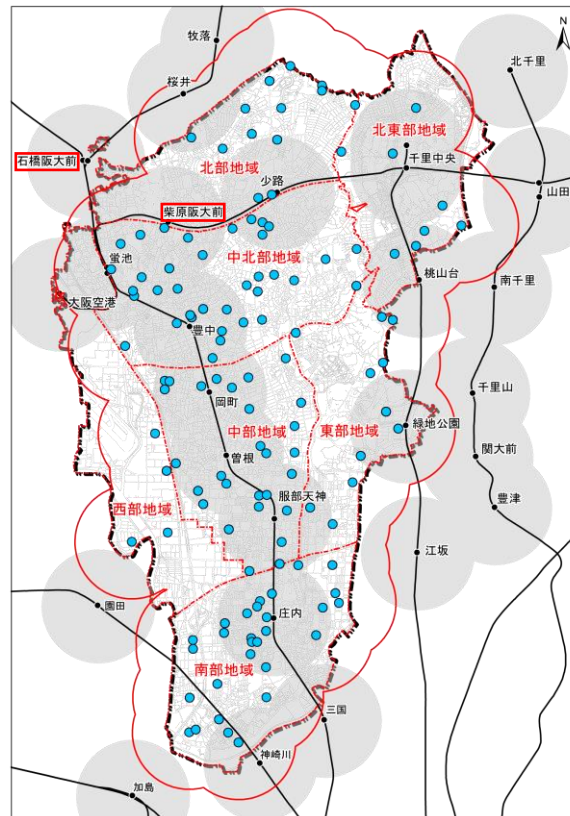 牧落
N
北千里
桜井
北東部地域
石橋阪大前
千里中央
北部地域
少路
山田
柴原阪大前
中北部地域
蛍池
桃山台
南千里
大阪空港
豊中
千里山
岡町
中部地域
東部地域
緑地公園
曽根
関大前
西部地域
服部天神
豊津
江坂
園田
庄内
南部地域
三国
神崎川
加島